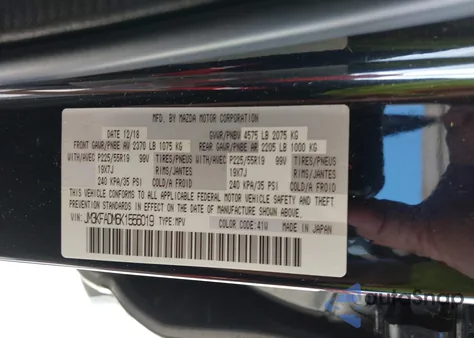 MFD. BY MAZDA MOTOR CORPORATION
DATE 12/18 GVWR/PNBV 4575 LB 2075 KG
FRONT GAWR/PNBE AV 2370 LB 1075 KG REAR GAWR/PNBE AR 2205 LB 1000 KG
WITH/AVEC P225/55R19 99V TIRES/PNEUS WITH/AVEC P225/55R19 99V TIRES/PNEUS
19X7J RIMS/JANTES 19X7J RIMS/JANTES
240 KPA/35 PSI COLD/A FROID 240 KPA/35 PSI COLD/A FROID
THIS VEHICLE CONFORMS TO ALL APPLICABLE FEDERAL MOTOR VEHICLE SAFETY AND THEFT
PREVENTION STANDARDS IN EFFECT ON THE DATE OF MANUFACTURE SHOWN ABOVE.
VIN: JM3KFADM6K1566019 TYPE:MPV COLOR CODE:41W MADE IN JAPAN
AutoSnap